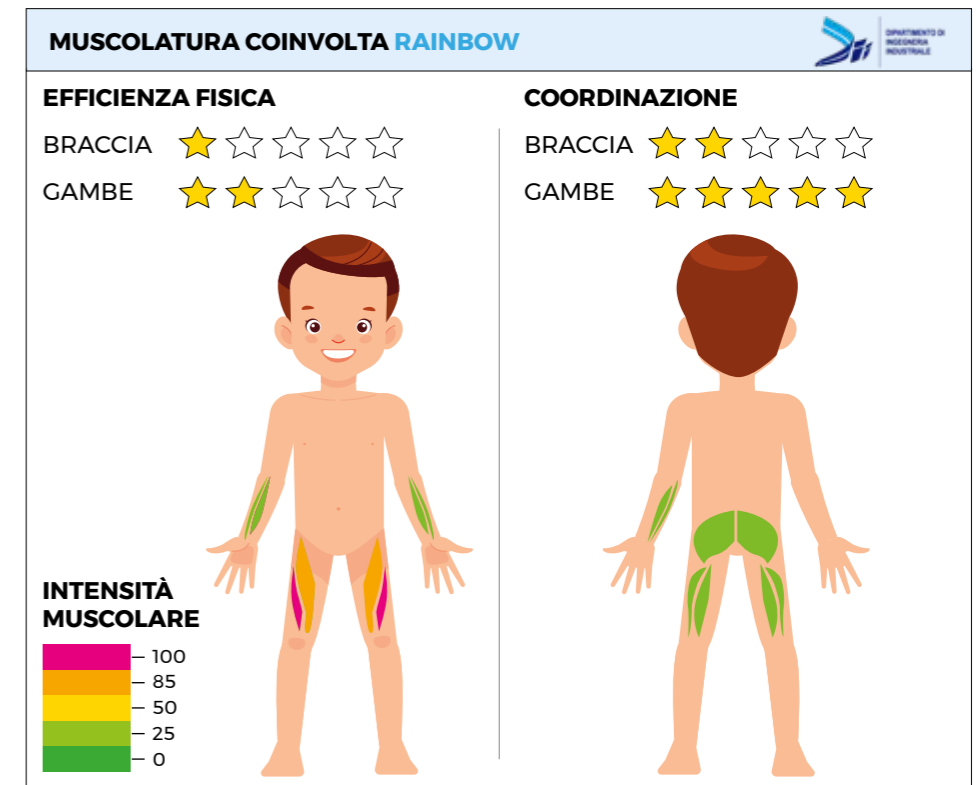 MUSCOLATURA COINVOLTA RAINBOW
DIPARTIMENTO DI
INGEGNERIA
INDUSTRIALE
EFFICIENZA FISICA
BRACCIA
GAMBE
COORDINAZIONE
BRACCIA
GAMBE
INTENSITÀ
MUSCOLARE
100
85
50
25
0